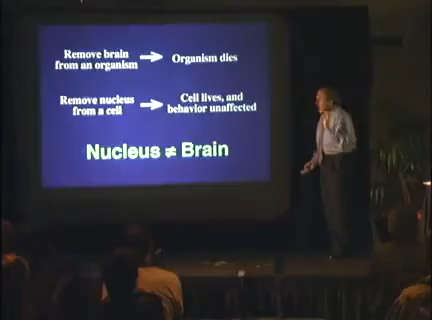 Remove brain
from an organism
Organism dies
Remove nucleus
from a cell
Cell lives, and
behavior unaffected
Nucleus ≠ Brain